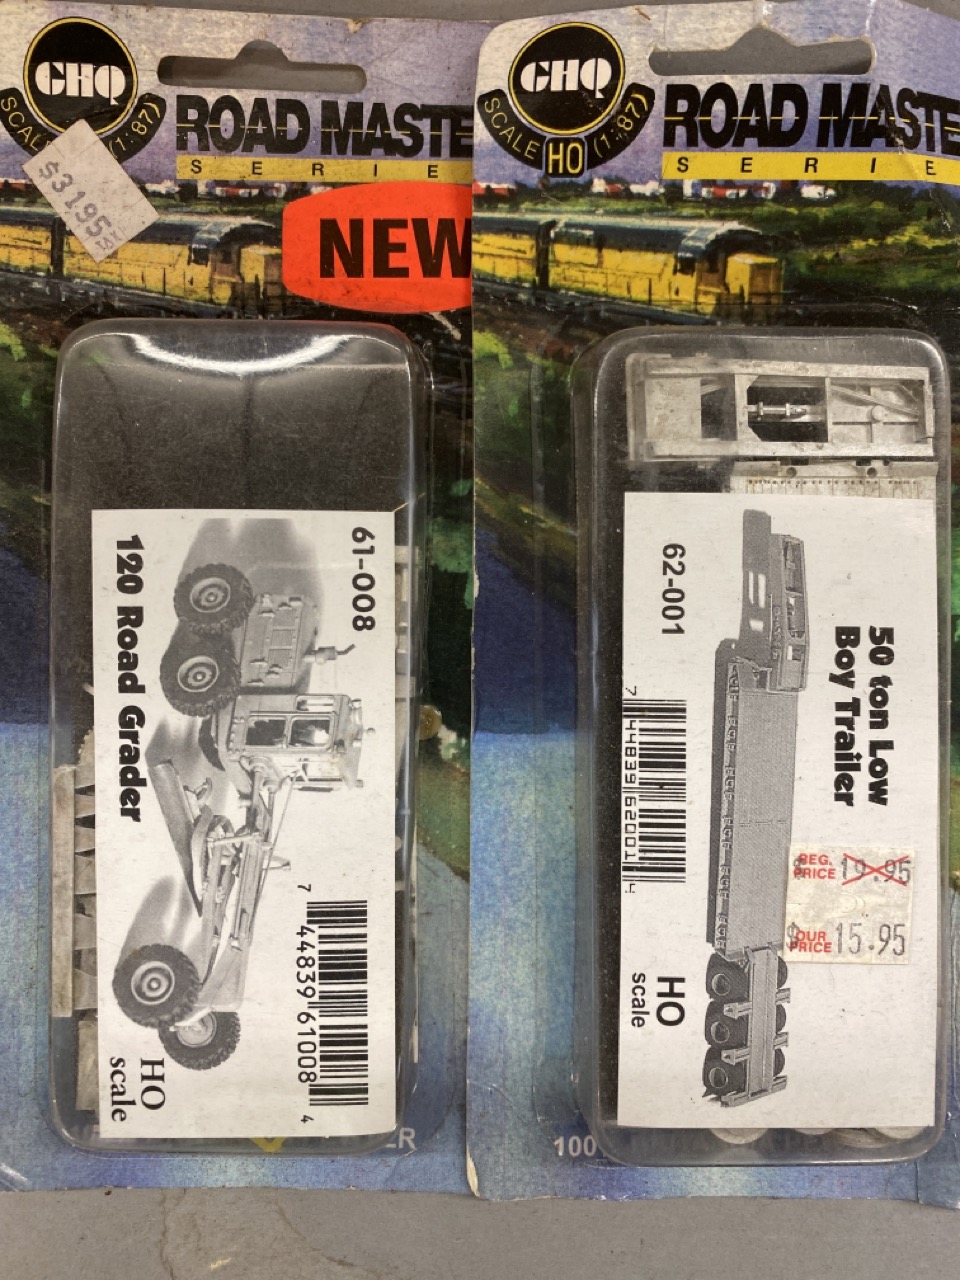 GHQ
SCALE
(1:87)
ROAD MASTE
SERIE
$31.95
NEW
61-008
120 Road Grader
7 44839 61008 4
HO
scale
ER
GHQ
SCALE HO (1:87)
ROAD MASTE
SERIE
62-001
50 ton Low
Boy Trailer
7 44839 62001 4
REG.
PRICE 19.95
OUR
PRICE 15.95
HO
scale
100